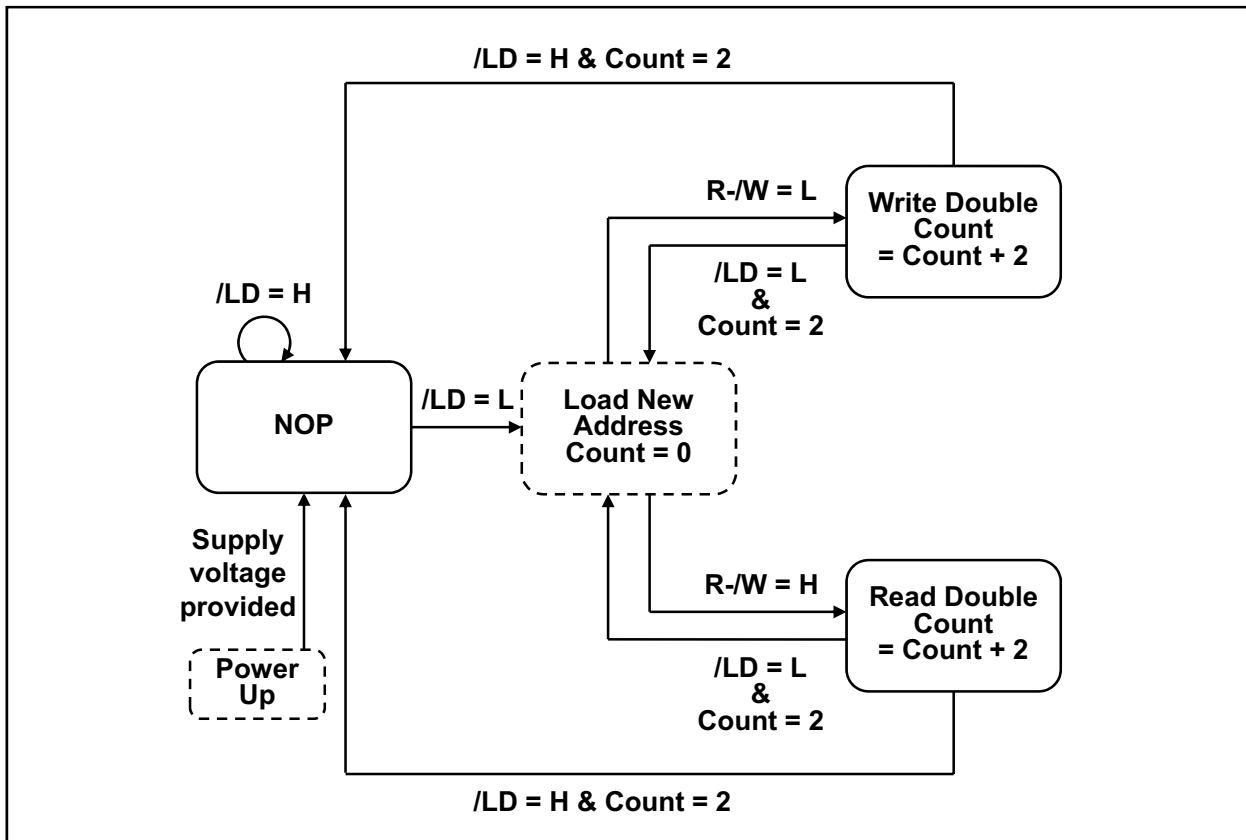 /LD = H & Count = 2
R-/W = L
Write Double
Count
= Count + 2
/LD = L
&
Count = 2
/LD = H
NOP
/LD = L
Load New
Address
Count = 0
Supply
voltage
provided
Power
Up
R-/W = H
Read Double
Count
= Count + 2
/LD = L
&
Count = 2
/LD = H & Count = 2